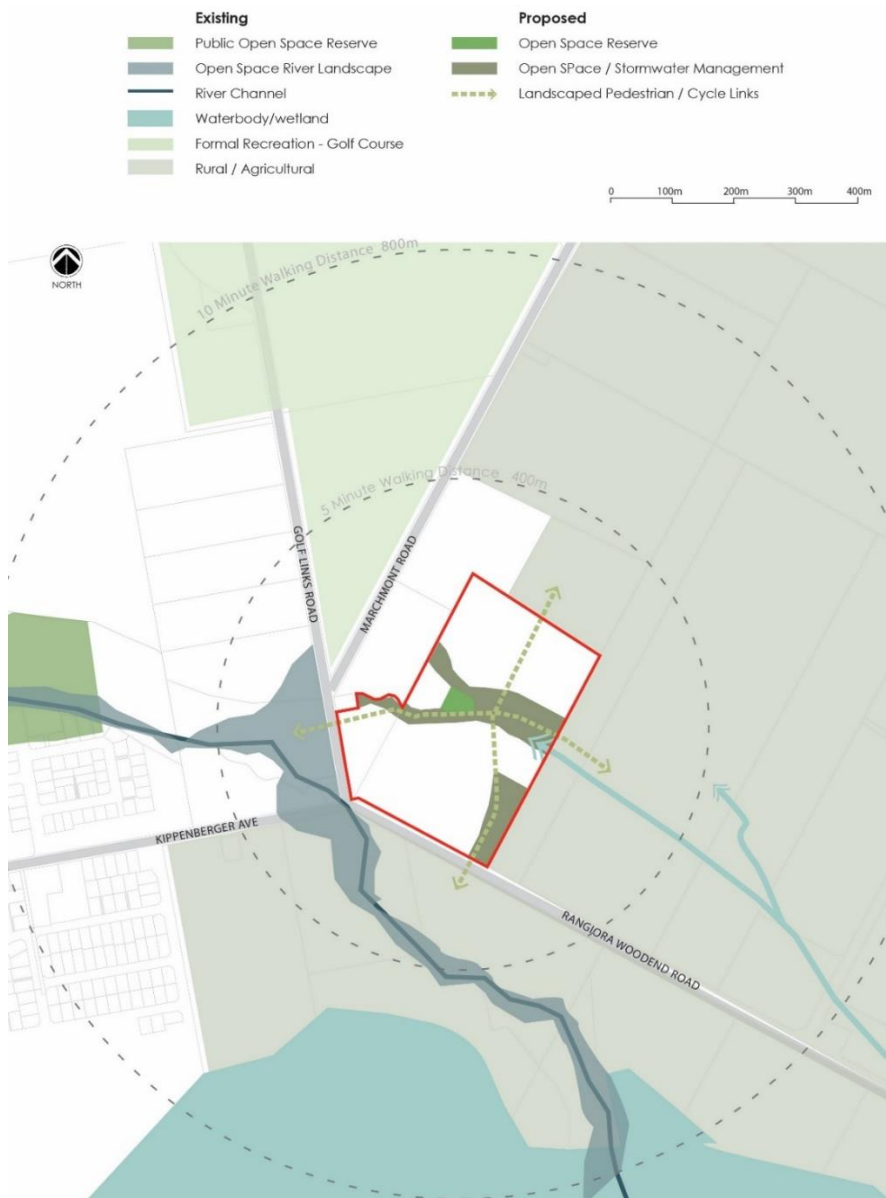 Existing
Public Open Space Reserve
Open Space River Landscape
River Channel
Waterbody/wetland
Formal Recreation - Golf Course
Rural / Agricultural
Proposed
Open Space Reserve
Open SPace / Stormwater Management
Landscaped Pedestrian / Cycle Links
0 100m 200m 300m 400m
NORTH
10 Minute Walking Distance 800m
5 Minute Walking Distance 400m
GOLF LINKS ROAD
MARCHMONT ROAD
KIPPENBERGER AVE
RANGIORA WOODEND ROAD